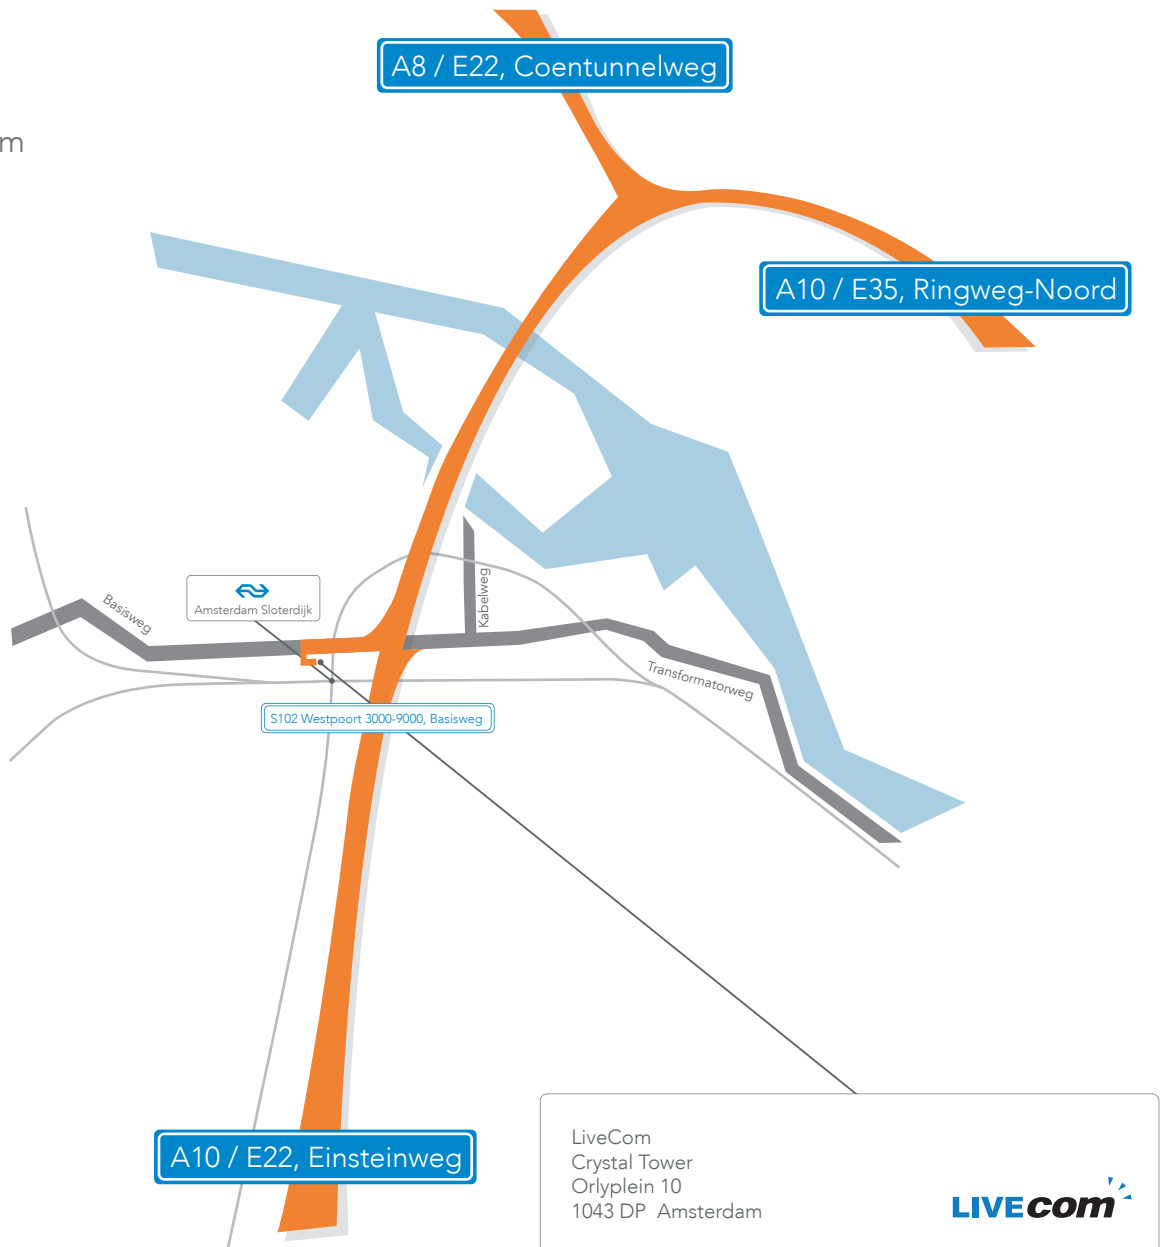 A8 / E22, Coentunnelweg
m
A10 / E35, Ringweg-Noord
Amsterdam Sloterdijk
Basisweg
Kabelweg
Transformatorweg
S102 Westpoort 3000-9000, Basisweg
A10 / E22, Einsteinweg
LiveCom
Crystal Tower
Orlyplein 10
1043 DP Amsterdam
LIVEcom